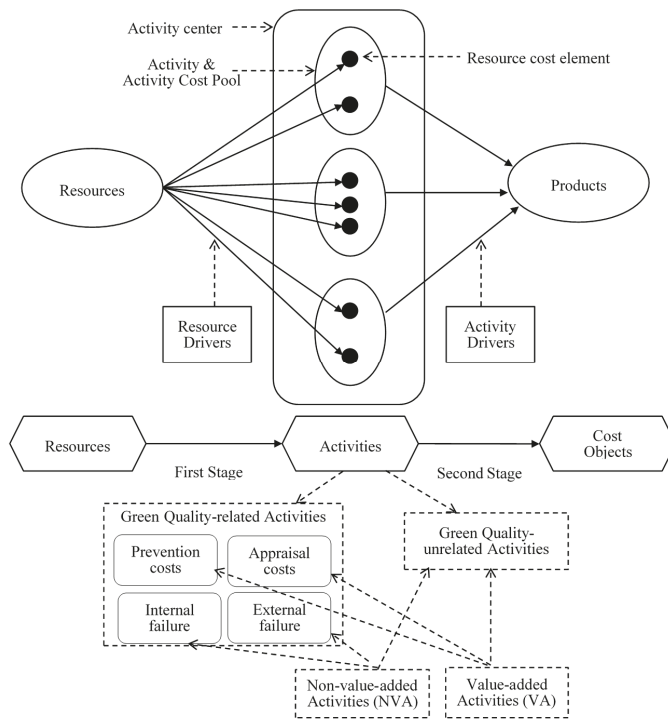 Activity center
Activity &
Activity Cost Pool
Resource cost element
Resources
Products
Resource
Drivers
Activity
Drivers
Resources
Activities
Cost
Objects
First Stage
Second Stage
Green Quality-related Activities
Prevention
costs
Appraisal
costs
Internal
failure
External
failure
Green Quality-
unrelated Activities
Non-value-added
Activities (NVA)
Value-added
Activities (VA)